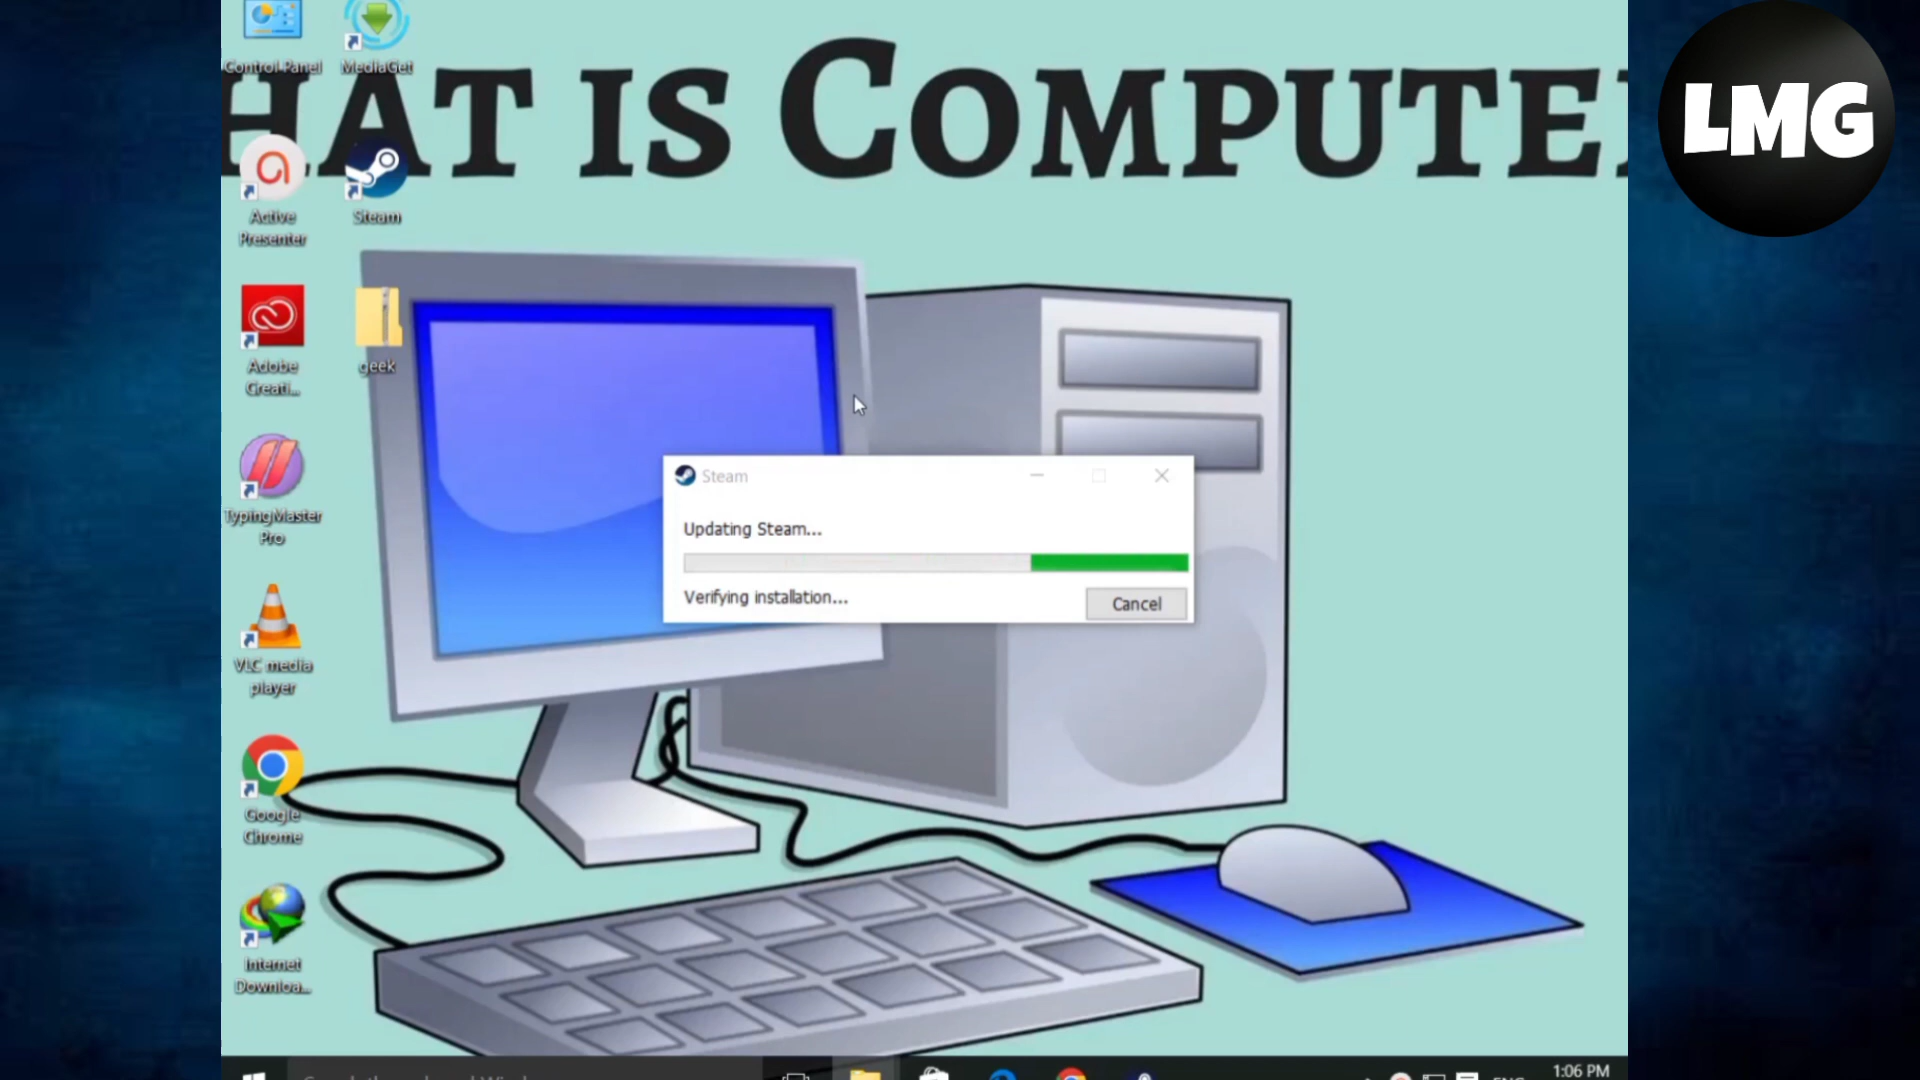 HAT IS COMPUTE
LMG
Control Panel
MediaGet
Active
Presenter
Steam
Adobe
Creati...
geek
TypingMaster
Pro
VLC media
player
Google
Chrome
Internet
Downloa...
Steam
Updating Steam...
Verifying installation...
Cancel
1:06 PM